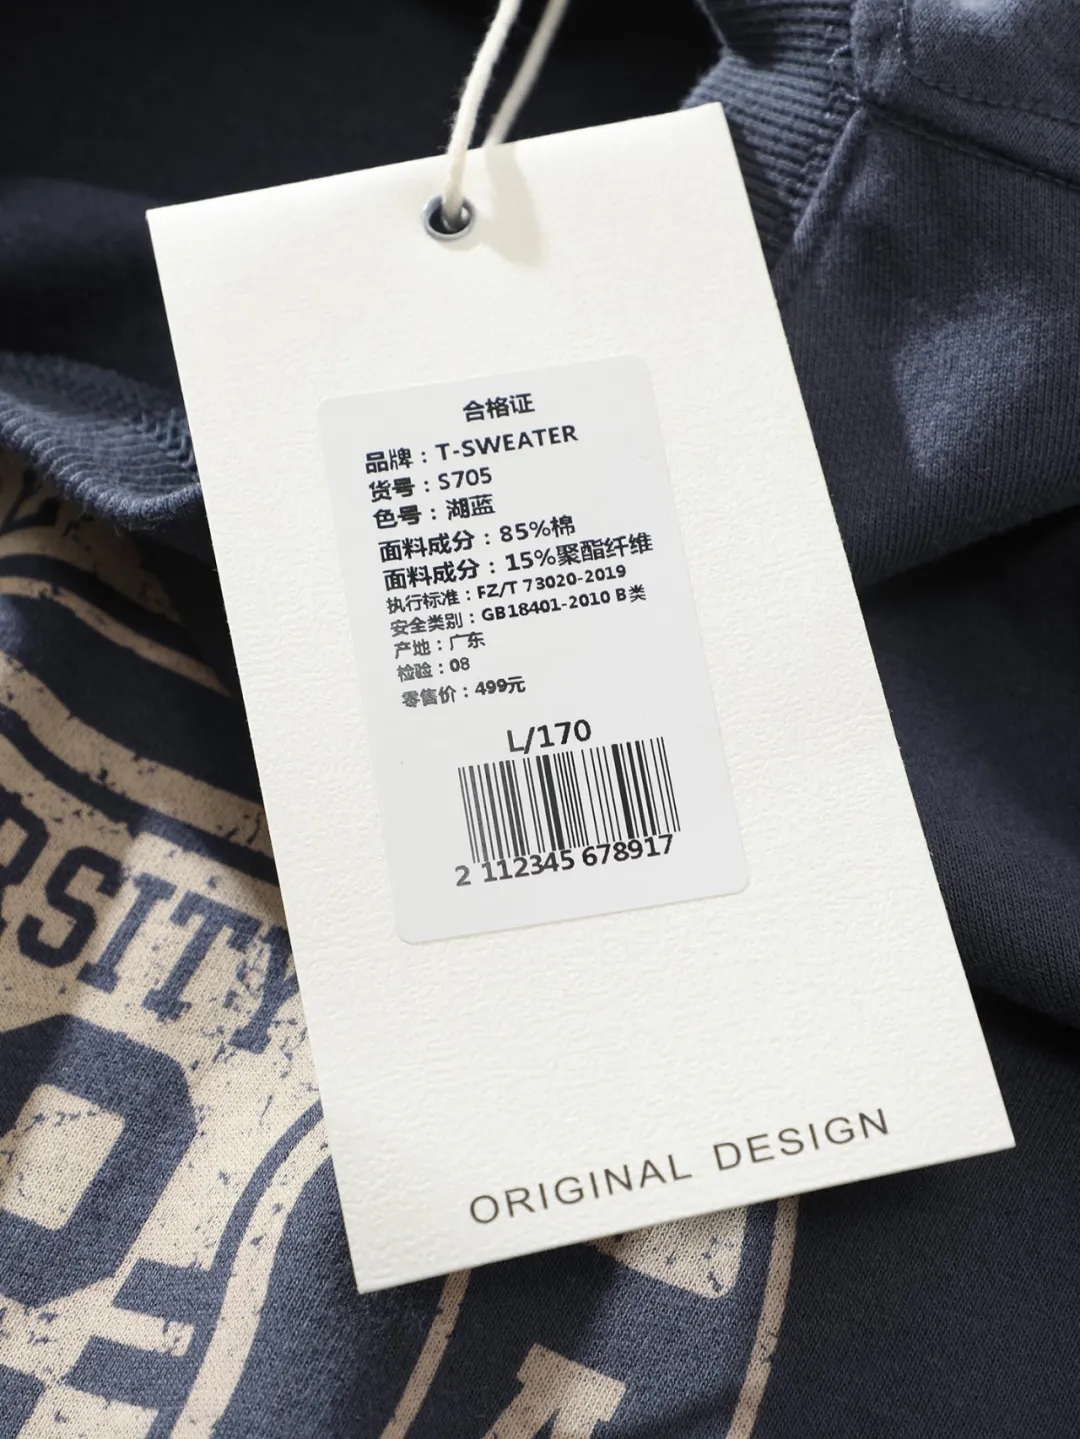 合格证
品牌：T-SWEATER
货号：S705
色号：湖蓝
面料成分：85%棉
面料成分：15%聚酯纤维
执行标准：FZ/T 73020-2019
安全类别：GB18401-2010 B类
产地：广东
检验：08
零售价：499元
L/170
2 112345 678917
ORIGINAL DESIGN
RSITY